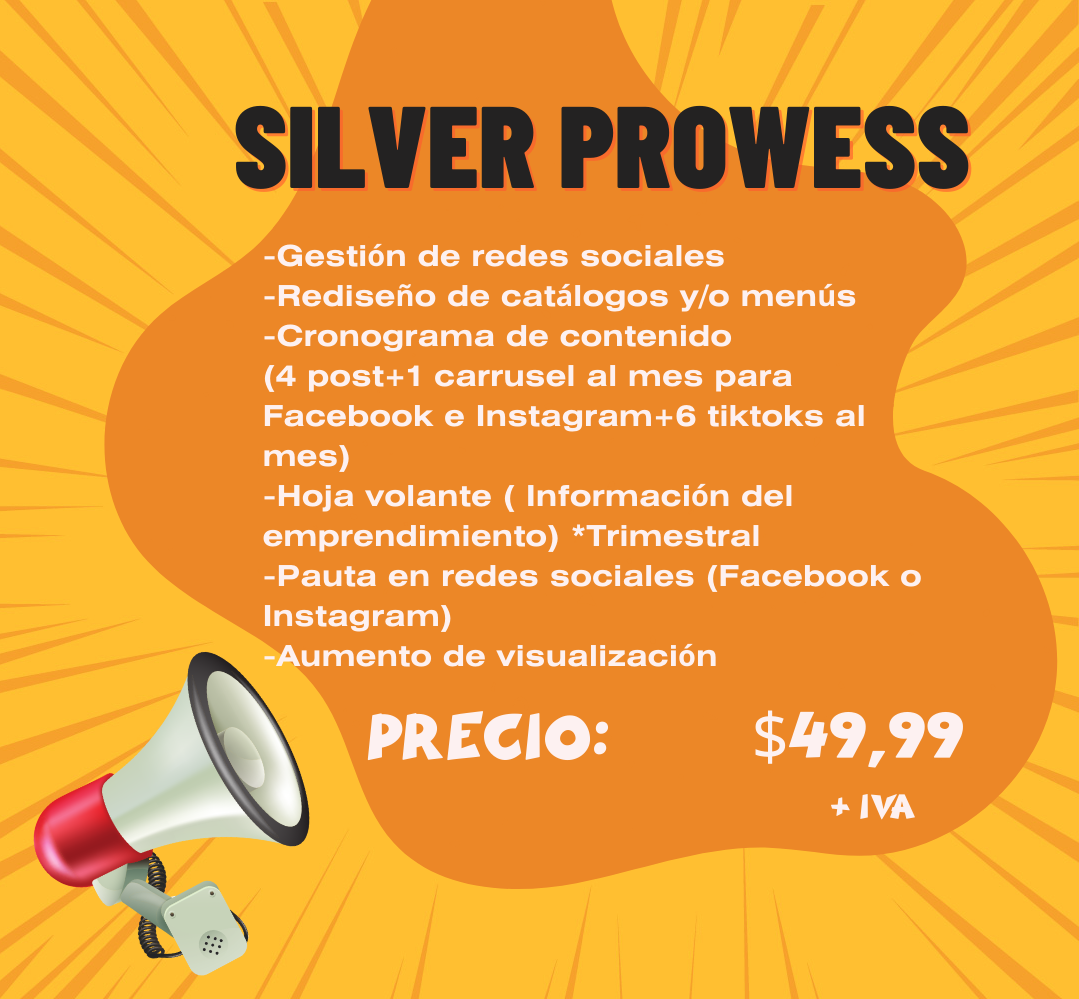 SILVER PROWESS
-Gestión de redes sociales
-Rediseño de catálogos y/o menús
-Cronograma de contenido
(4 post+1 carrusel al mes para
Facebook e Instagram+6 tiktoks al
mes)
-Hoja volante ( Información del
emprendimiento) *Trimestral
-Pauta en redes sociales (Facebook o
Instagram)
-Aumento de visualización
PRECIO: $49,99
+ IVA